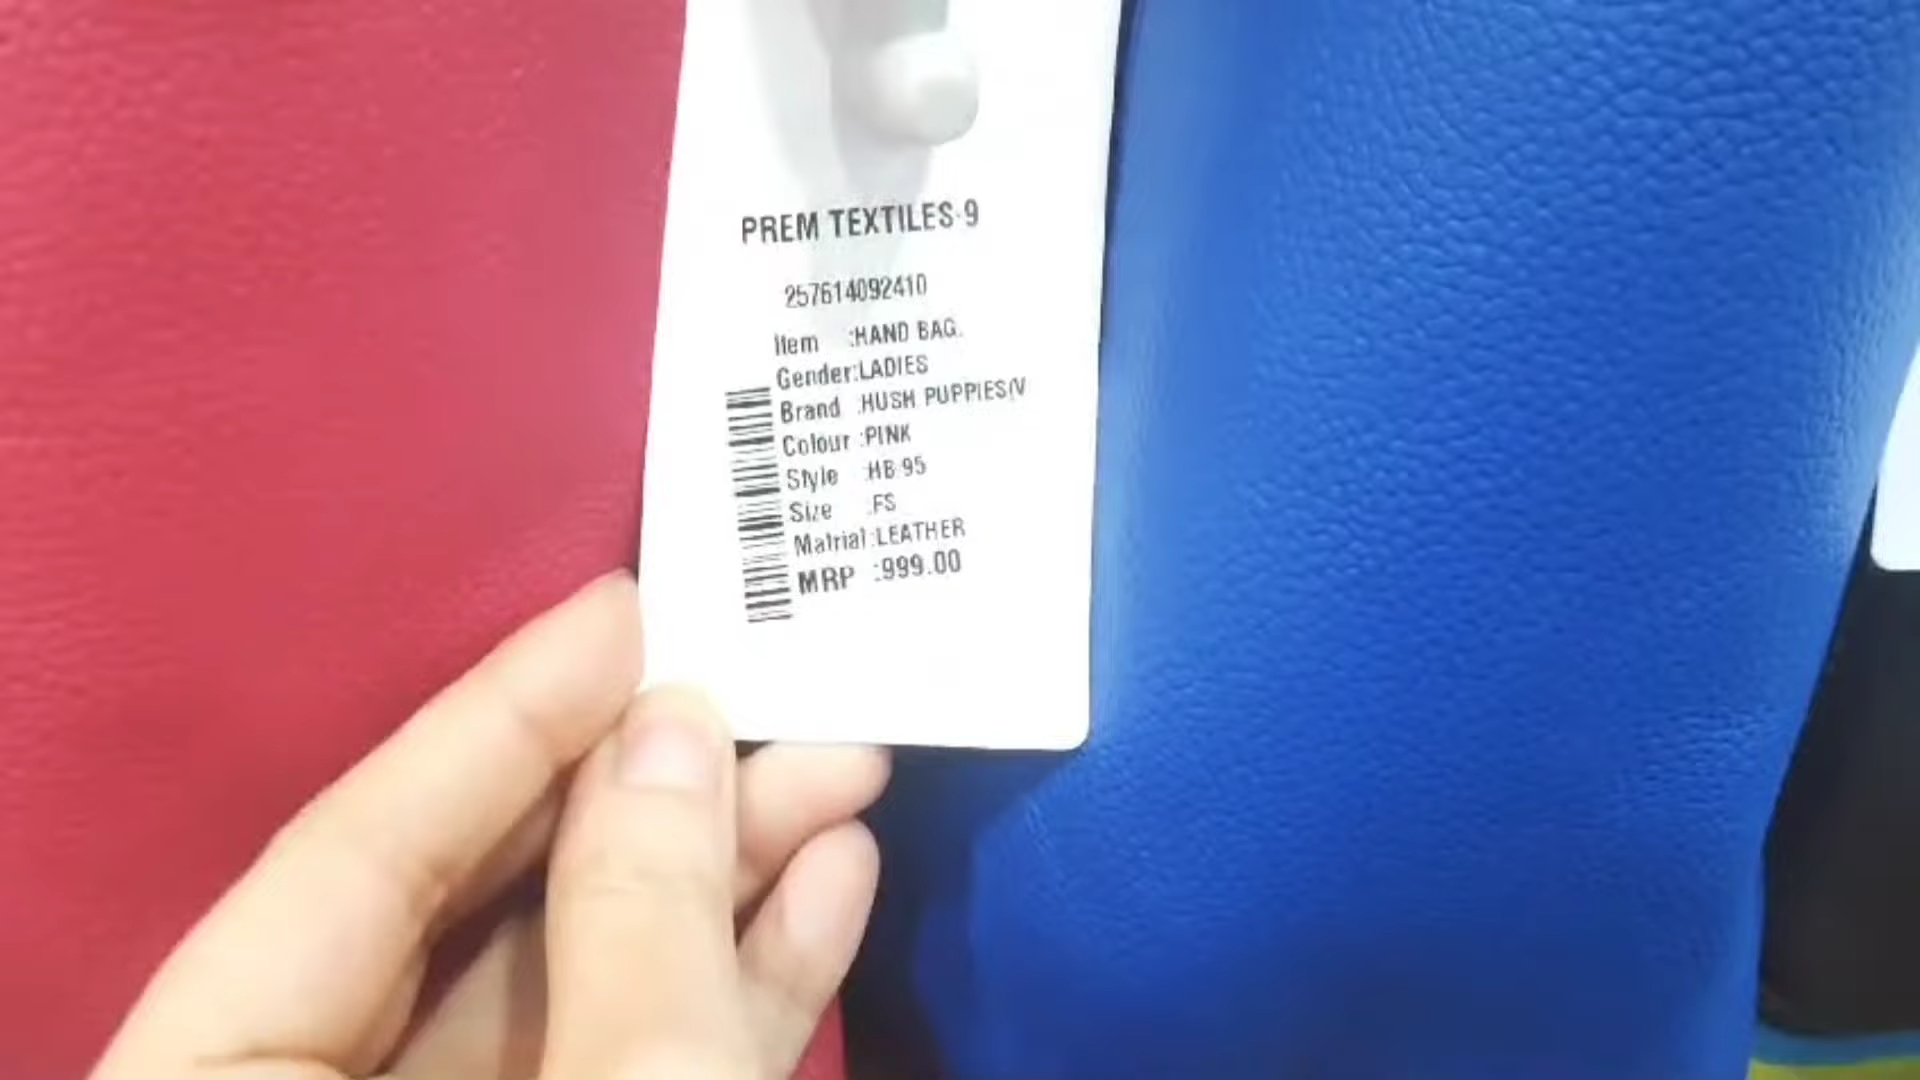 PREM TEXTILES-9
257614092410
Item :HAND BAG.
Gender:LADIES
Brand :HUSH PUPPIES/V
Colour :PINK
Style :HB 95
Size :FS
Matrial :LEATHER
MRP :999.00